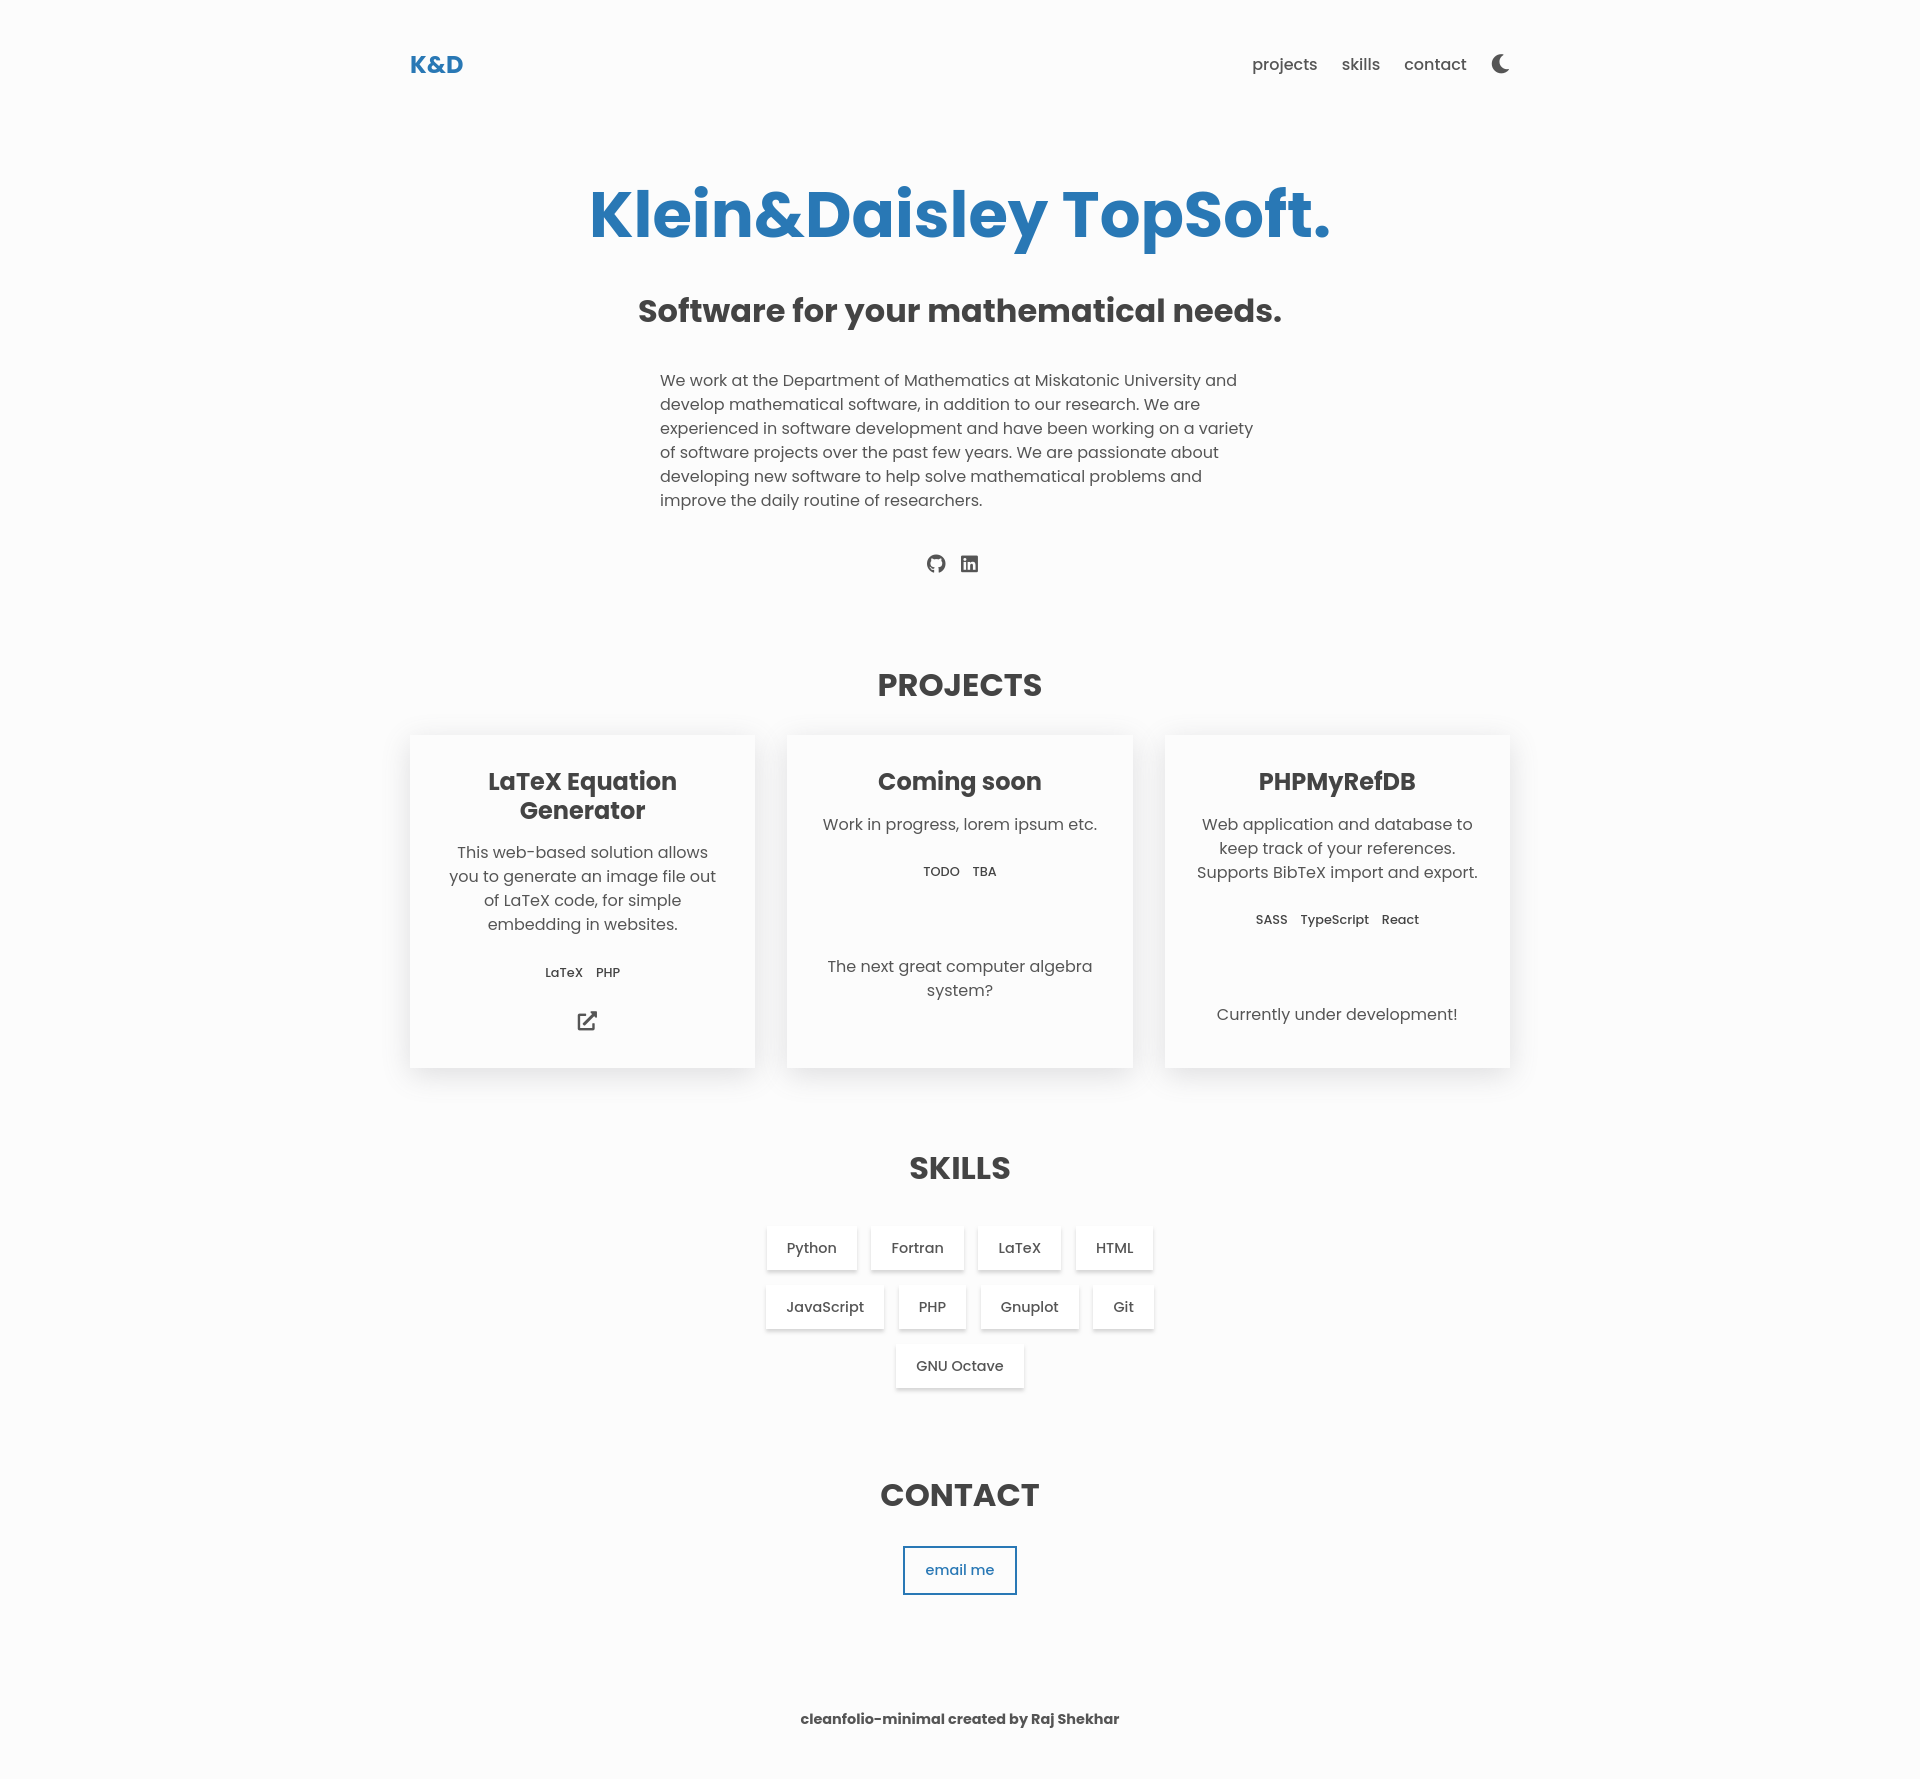 K&D
projects skills contact
Klein&Daisley TopSoft.
Software for your mathematical needs.
We work at the Department of Mathematics at Miskatonic University and
develop mathematical software, in addition to our research. We are
experienced in software development and have been working on a variety
of software projects over the past few years. We are passionate about
developing new software to help solve mathematical problems and
improve the daily routine of researchers.
PROJECTS
LaTeX Equation
Generator
This web-based solution allows
you to generate an image file out
of LaTeX code, for simple
embedding in websites.
LaTeX PHP
Coming soon
Work in progress, lorem ipsum etc.
TODO TBA
The next great computer algebra
system?
PHPMyRefDB
Web application and database to
keep track of your references.
Supports BibTeX import and export.
SASS TypeScript React
Currently under development!
SKILLS
Python Fortran LaTeX HTML
JavaScript PHP Gnuplot Git
GNU Octave
CONTACT
email me
cleanfolio-minimal created by Raj Shekhar